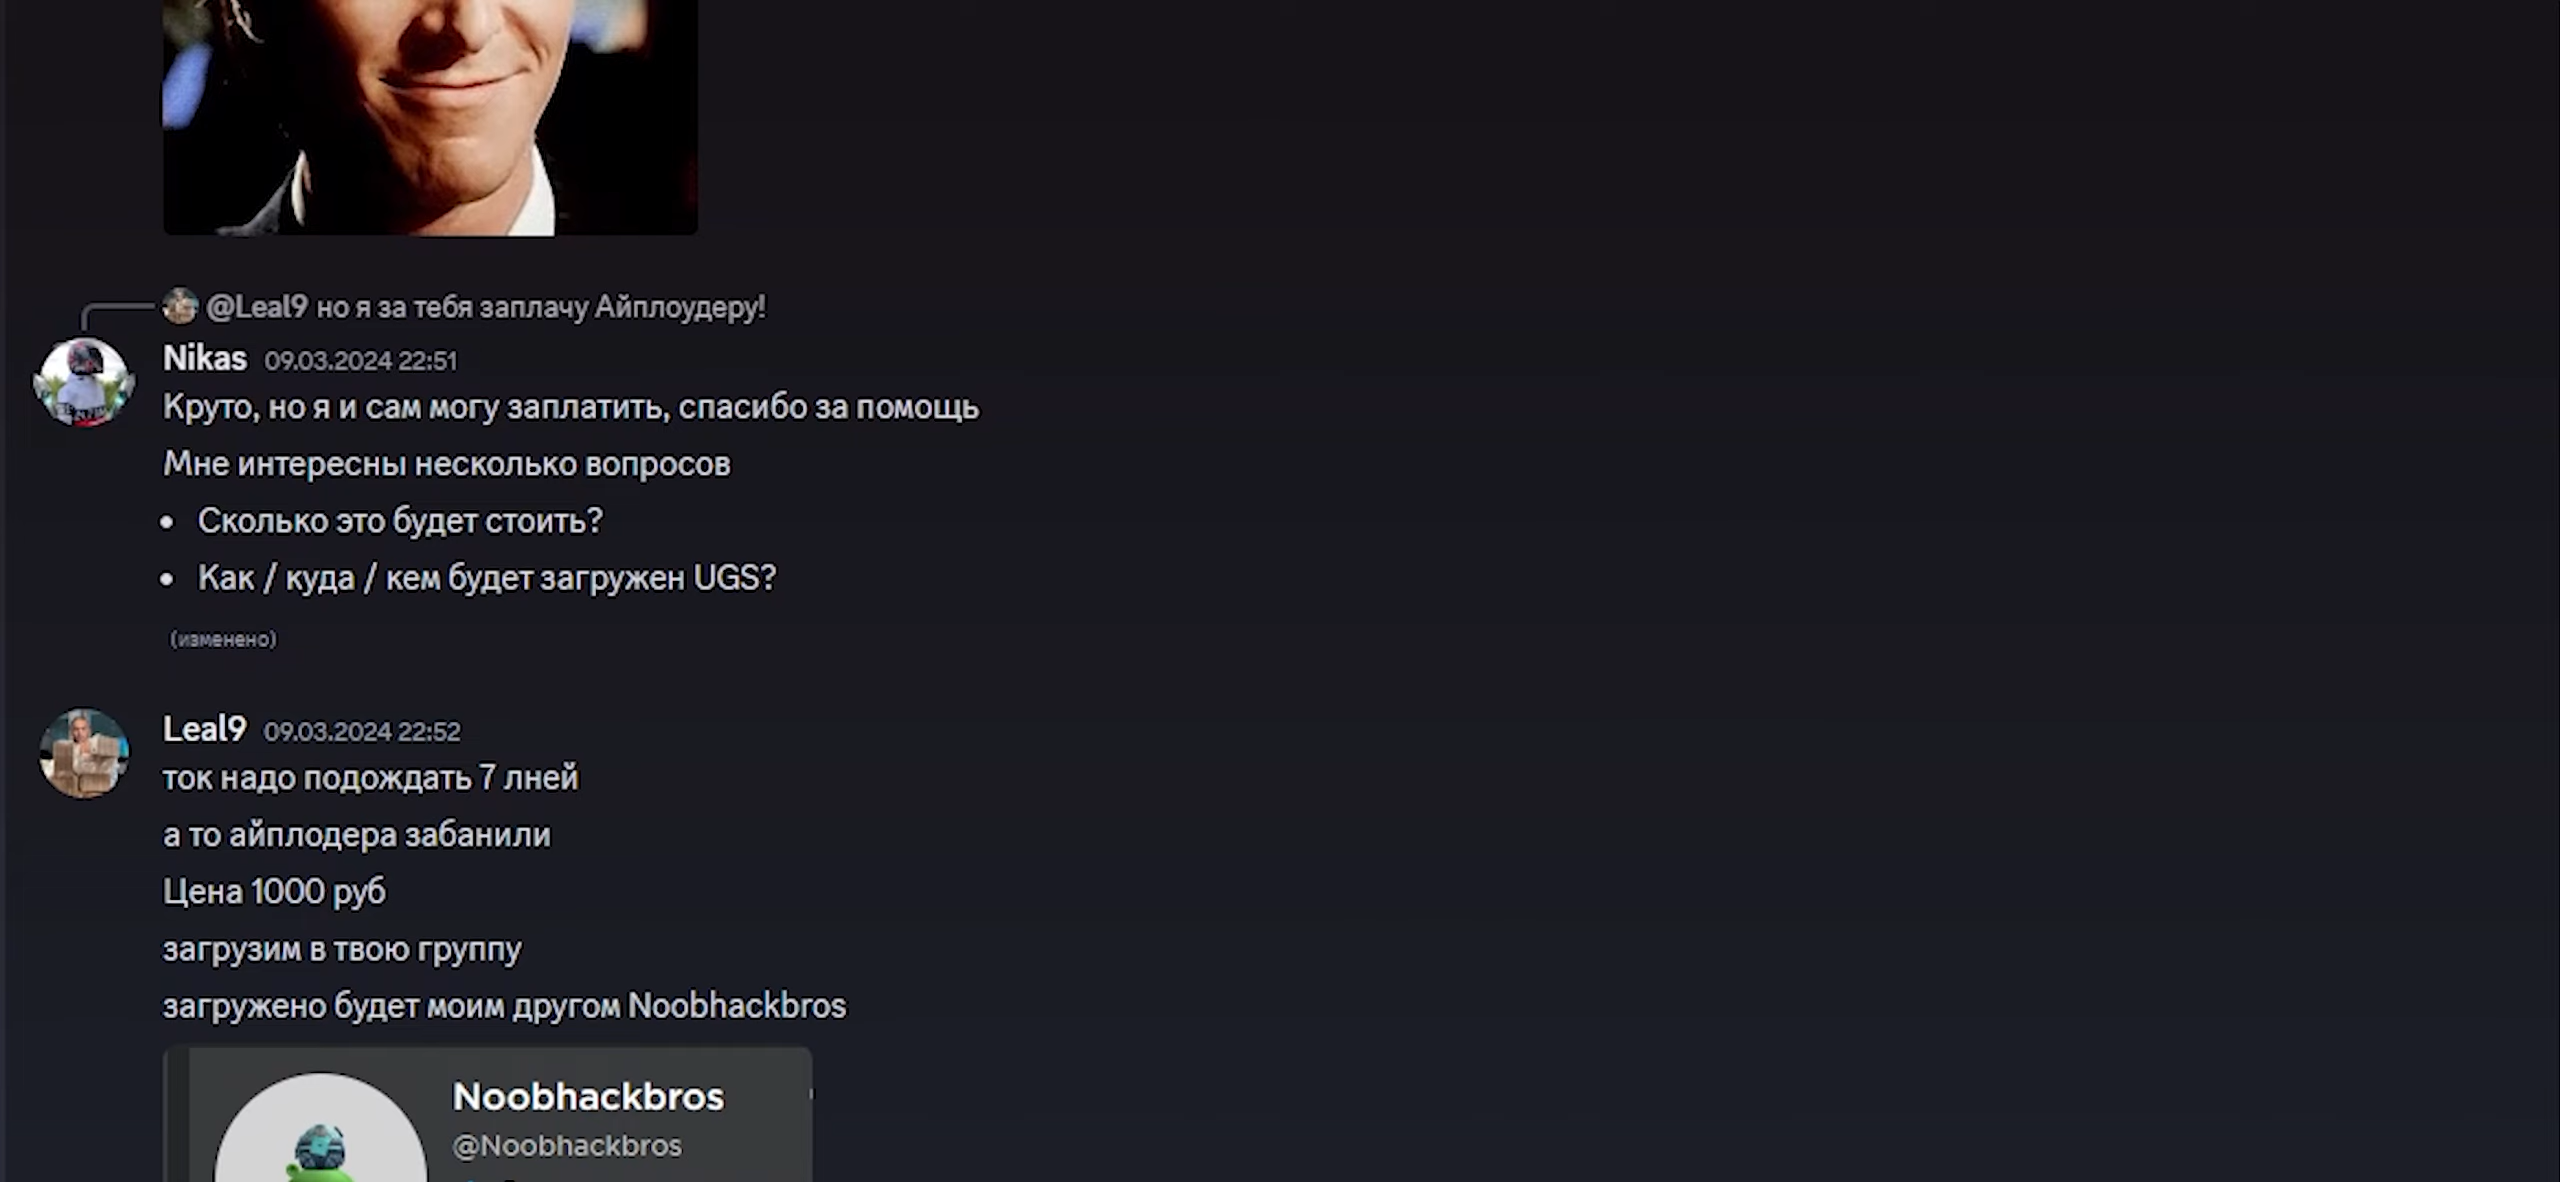 @Leal9 но я за тебя заплачу Айплоудеру!
Nikas 09.03.2024 22:51
Круто, но я и сам могу заплатить, спасибо за помощь
Мне интересны несколько вопросов
• Сколько это будет стоить?
• Как / куда / кем будет загружен UGS?
(изменено)
Leal9 09.03.2024 22:52
ток надо подождать 7 лней
а то айплодера забанили
Цена 1000 руб
загрузим в твою группу
загружено будет моим другом Noobhackbros
Noobhackbros
@Noobhackbros